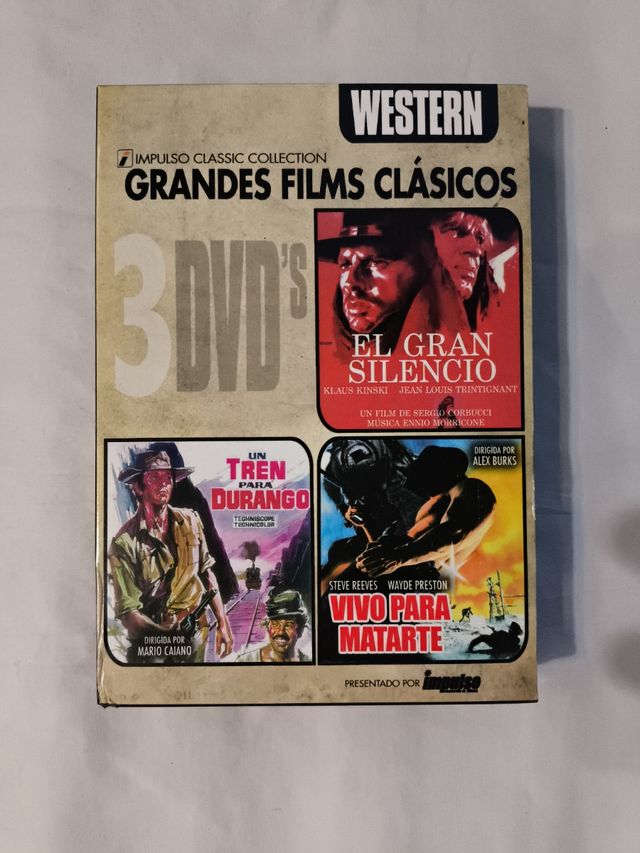 WESTERN
i IMPULSO CLASSIC COLLECTION
GRANDES FILMS CLÁSICOS
3 DVD'S
EL GRAN
SILENCIO
KLAUS KINSKI JEAN LOUIS TRINTIGNANT
UN FILM DE SERGIO CORBUCCI
MUSICA ENNIO MORRICONE
UN
TREN
PARA
DURANGO
TECHNISCOPE
TECHNICOLOR
DIRIGIDA POR
MARIO CAIANO
DIRIGIDA POR
ALEX BURKS
STEVE REEVES WAYDE PRESTON
VIVO PARA
MATARTE
PRESENTADO POR impulso